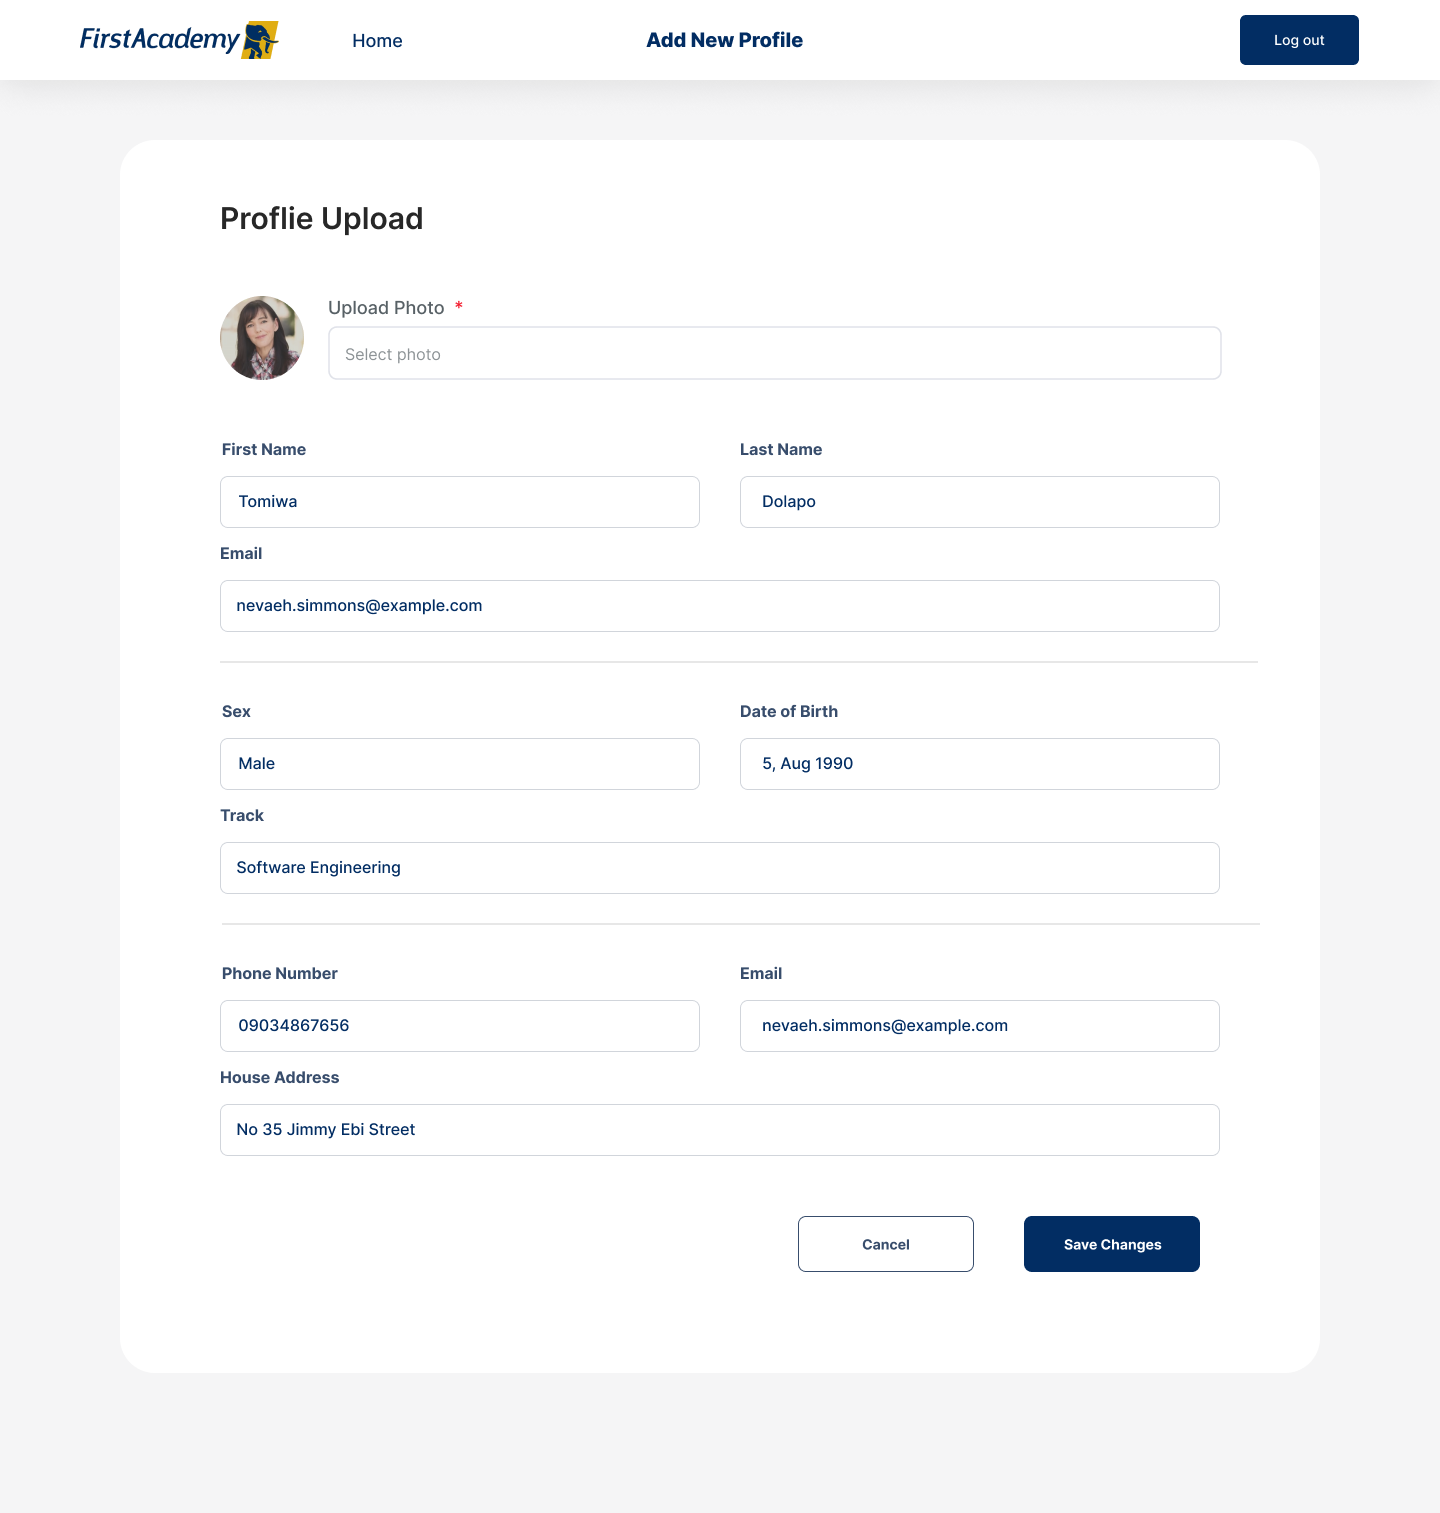 FirstAcademy Home Add New Profile Log out
Proflie Upload
Upload Photo *
Select photo
First Name Last Name
Tomiwa Dolapo
Email
nevaeh.simmons@example.com
Sex Date of Birth
Male 5, Aug 1990
Track
Software Engineering
Phone Number Email
09034867656 nevaeh.simmons@example.com
House Address
No 35 Jimmy Ebi Street
Cancel Save Changes